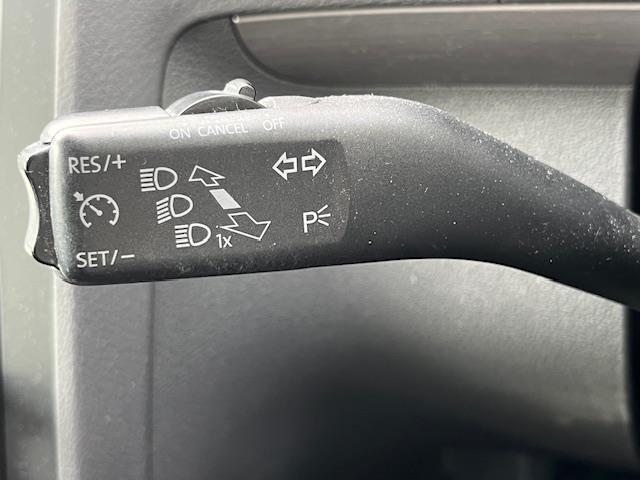 ON CANCEL OFF
RES/+
SET/-
1x
P